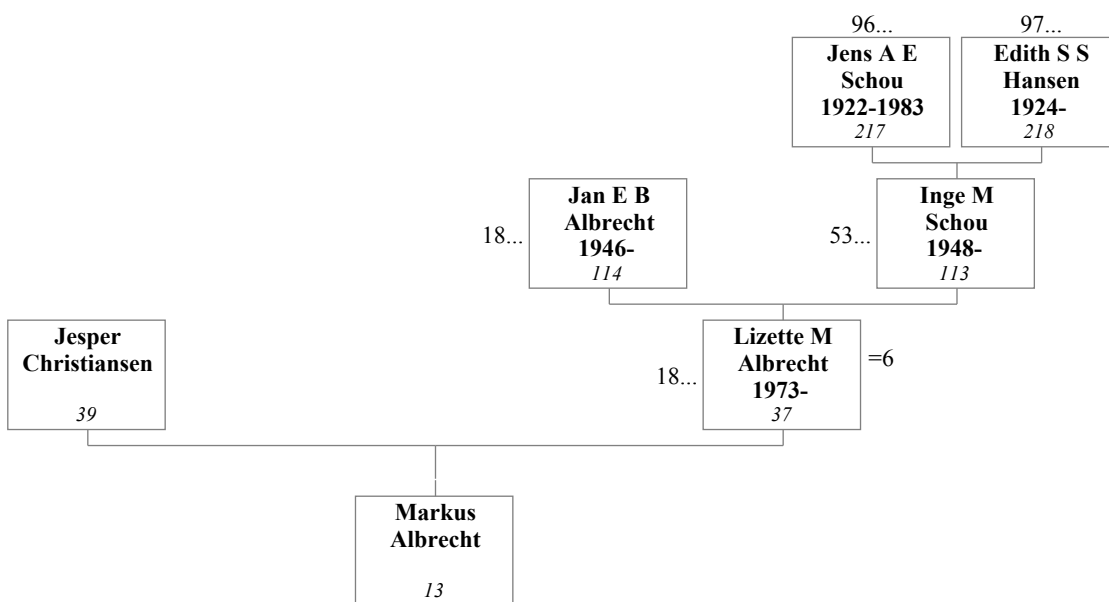 96...
97...
Jens A E
Schou
1922-1983
217
Edith S S
Hansen
1924-
218
18...
Jan E B
Albrecht
1946-
114
53...
Inge M
Schou
1948-
113
Jesper
Christiansen
39
18...
Lizette M
Albrecht
1973-
37
=6
Markus
Albrecht
13